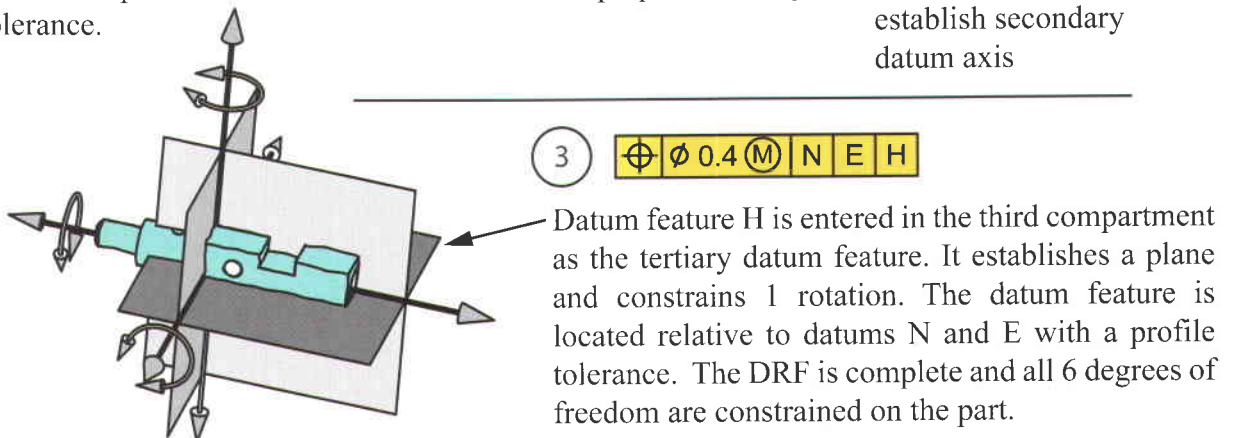 lerance.
establish secondary
datum axis
3
⌖ ⌀ 0.4 Ⓜ N E H
Datum feature H is entered in the third compartment
as the tertiary datum feature. It establishes a plane
and constrains 1 rotation. The datum feature is
located relative to datums N and E with a profile
tolerance. The DRF is complete and all 6 degrees of
freedom are constrained on the part.